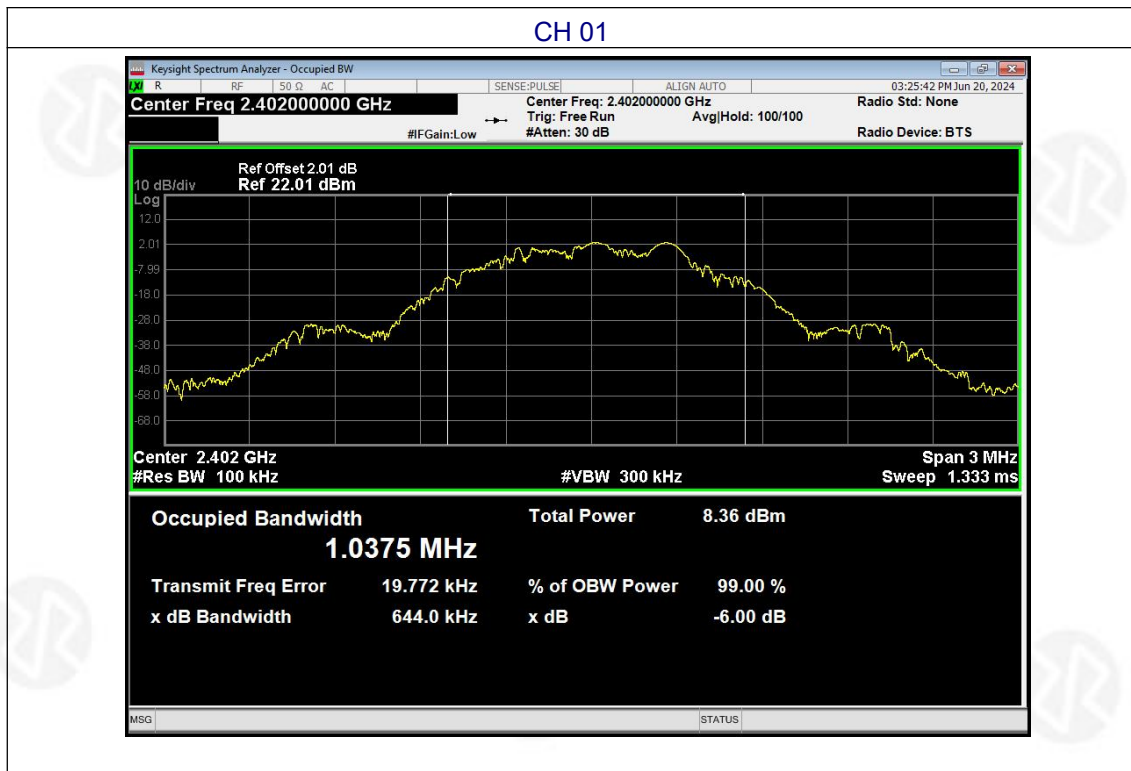 CH 01
Keysight Spectrum Analyzer - Occupied BW
LXI R RF 50 Ω AC SENSE:PULSE ALIGN AUTO 03:25:42 PM Jun 20, 2024
Center Freq 2.402000000 GHz Center Freq: 2.402000000 GHz Radio Std: None
Trig: Free Run Avg|Hold: 100/100
#IFGain:Low #Atten: 30 dB Radio Device: BTS
Ref Offset 2.01 dB
10 dB/div Ref 22.01 dBm
Log
12.0
2.01
-7.99
-18.0
-28.0
-38.0
-48.0
-58.0
-68.0
Center 2.402 GHz Span 3 MHz
#Res BW 100 kHz #VBW 300 kHz Sweep 1.333 ms
Occupied Bandwidth Total Power 8.36 dBm
1.0375 MHz
Transmit Freq Error 19.772 kHz % of OBW Power 99.00 %
x dB Bandwidth 644.0 kHz x dB -6.00 dB
MSG STATUS